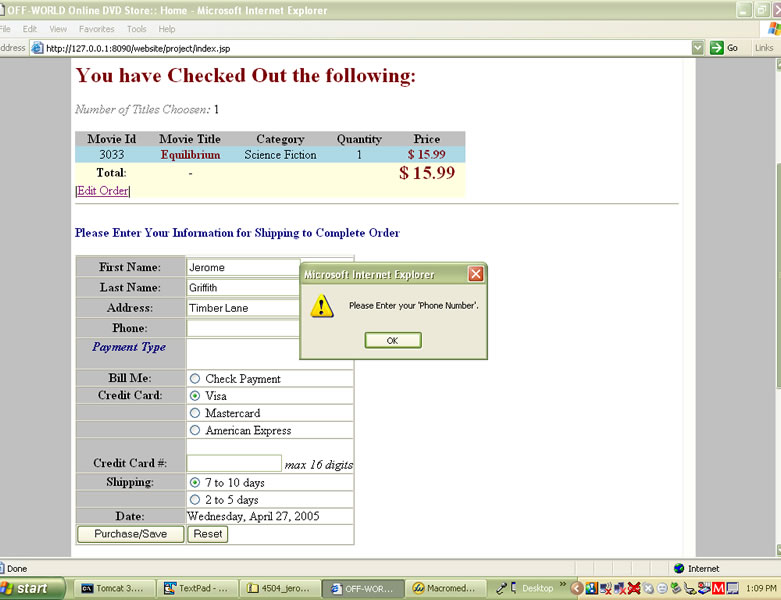 OFF-WORLD Online DVD Store:: Home - Microsoft Internet Explorer
File Edit View Favorites Tools Help
Address http://127.0.0.1:8090/website/project/index.jsp Go Links
You have Checked Out the following:
Number of Titles Choosen: 1
Movie Id Movie Title Category Quantity Price
3033 Equilibrium Science Fiction 1 $ 15.99
Total: - $ 15.99
|Edit Order|
Please Enter Your Information for Shipping to Complete Order
First Name: Jerome
Last Name: Griffith
Address: Timber Lane
Phone:
Payment Type
Microsoft Internet Explorer
Please Enter your 'Phone Number'.
OK
Bill Me: Check Payment
Credit Card: Visa
Mastercard
American Express
Credit Card #: max 16 digits
Shipping: 7 to 10 days
2 to 5 days
Date: Wednesday, April 27, 2005
Purchase/Save Reset
Done Internet
start Tomcat 3.... TextPad - ... 4504_jero... OFF-WOR... Macromed... Desktop » 1:09 PM